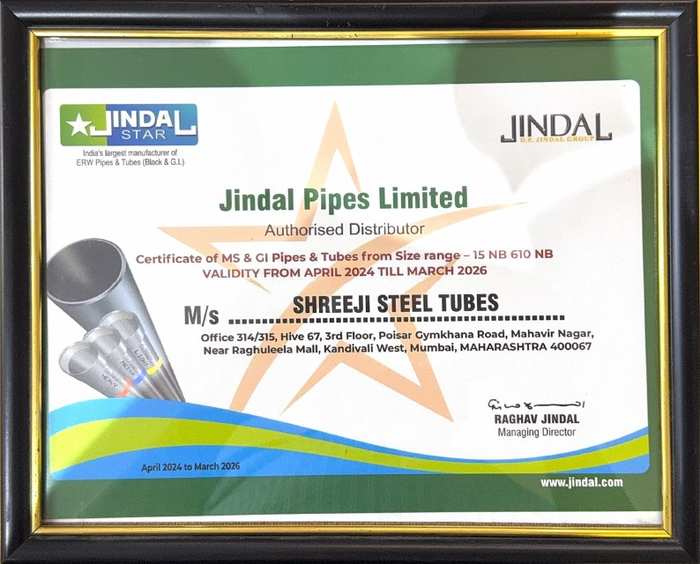 JINDAL
STAR
India's largest manufacturer of
ERW Pipes & Tubes (Black & G.I.)
JINDAL
D.P. JINDAL GROUP
Jindal Pipes Limited
Authorised Distributor
Certificate of MS & GI Pipes & Tubes from Size range – 15 NB 610 NB
VALIDITY FROM APRIL 2024 TILL MARCH 2026
M/s SHREEJI STEEL TUBES
Office 314/315, Hive 67, 3rd Floor, Poisar Gymkhana Road, Mahavir Nagar,
Near Raghuleela Mall, Kandivali West, Mumbai, MAHARASHTRA 400067
HEAVY
LIGHT
RAGHAV JINDAL
Managing Director
April 2024 to March 2026
www.jindal.com